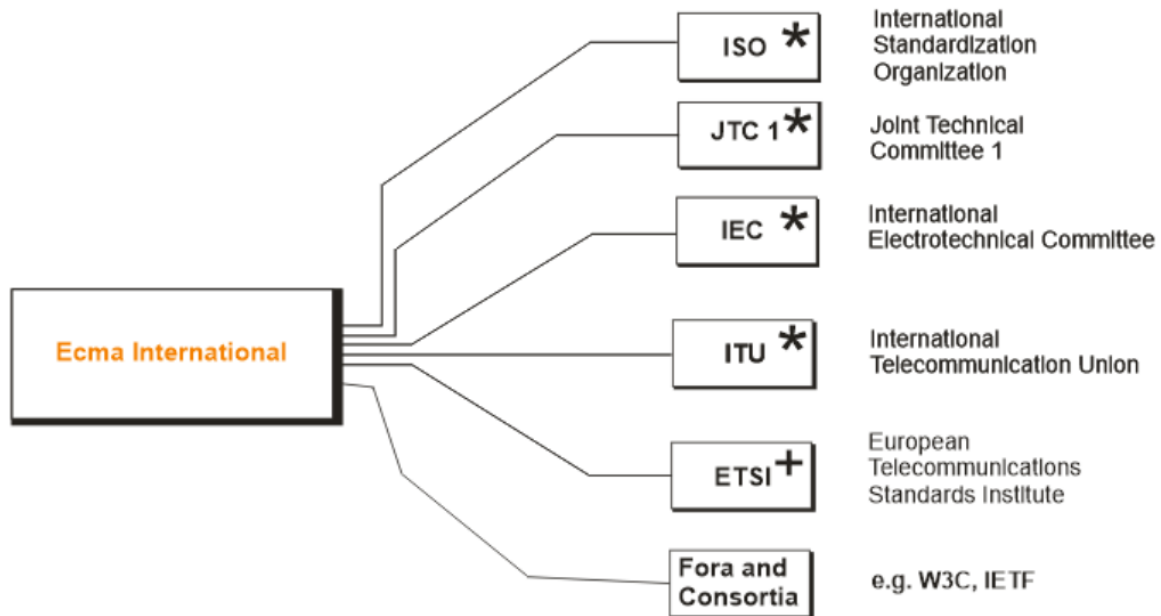 ISO *
International
Standardization
Organization
JTC 1 *
Joint Technical
Committee 1
IEC *
International
Electrotechnical Committee
Ecma International
ITU *
International
Telecommunication Union
ETSI +
European
Telecommunications
Standards Institute
Fora and
Consortia
e.g. W3C, IETF